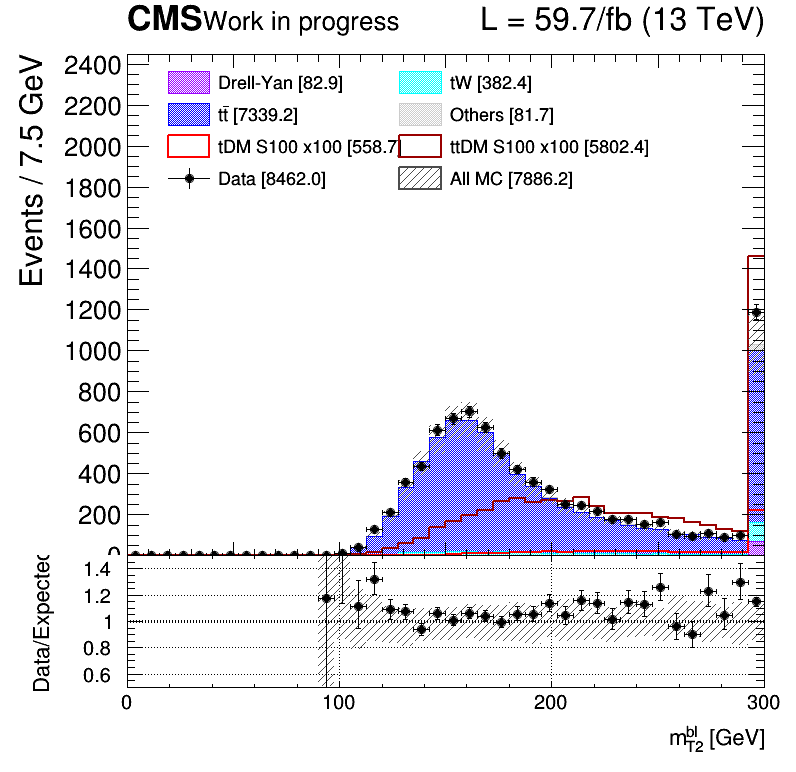 CMS Work in progress L = 59.7/fb (13 TeV)
Events / 7.5 GeV
2400
2200
2000
1800
1600
1400
1200
1000
800
600
400
200
0
Drell-Yan [82.9]
tW [382.4]
tt̄ [7339.2]
Others [81.7]
tDM S100 x100 [558.7]
ttDM S100 x100 [5802.4]
Data [8462.0]
All MC [7886.2]
Data/Expected
1.4
1.2
1
0.8
0.6
0 100 200 300
m_T2^bl [GeV]